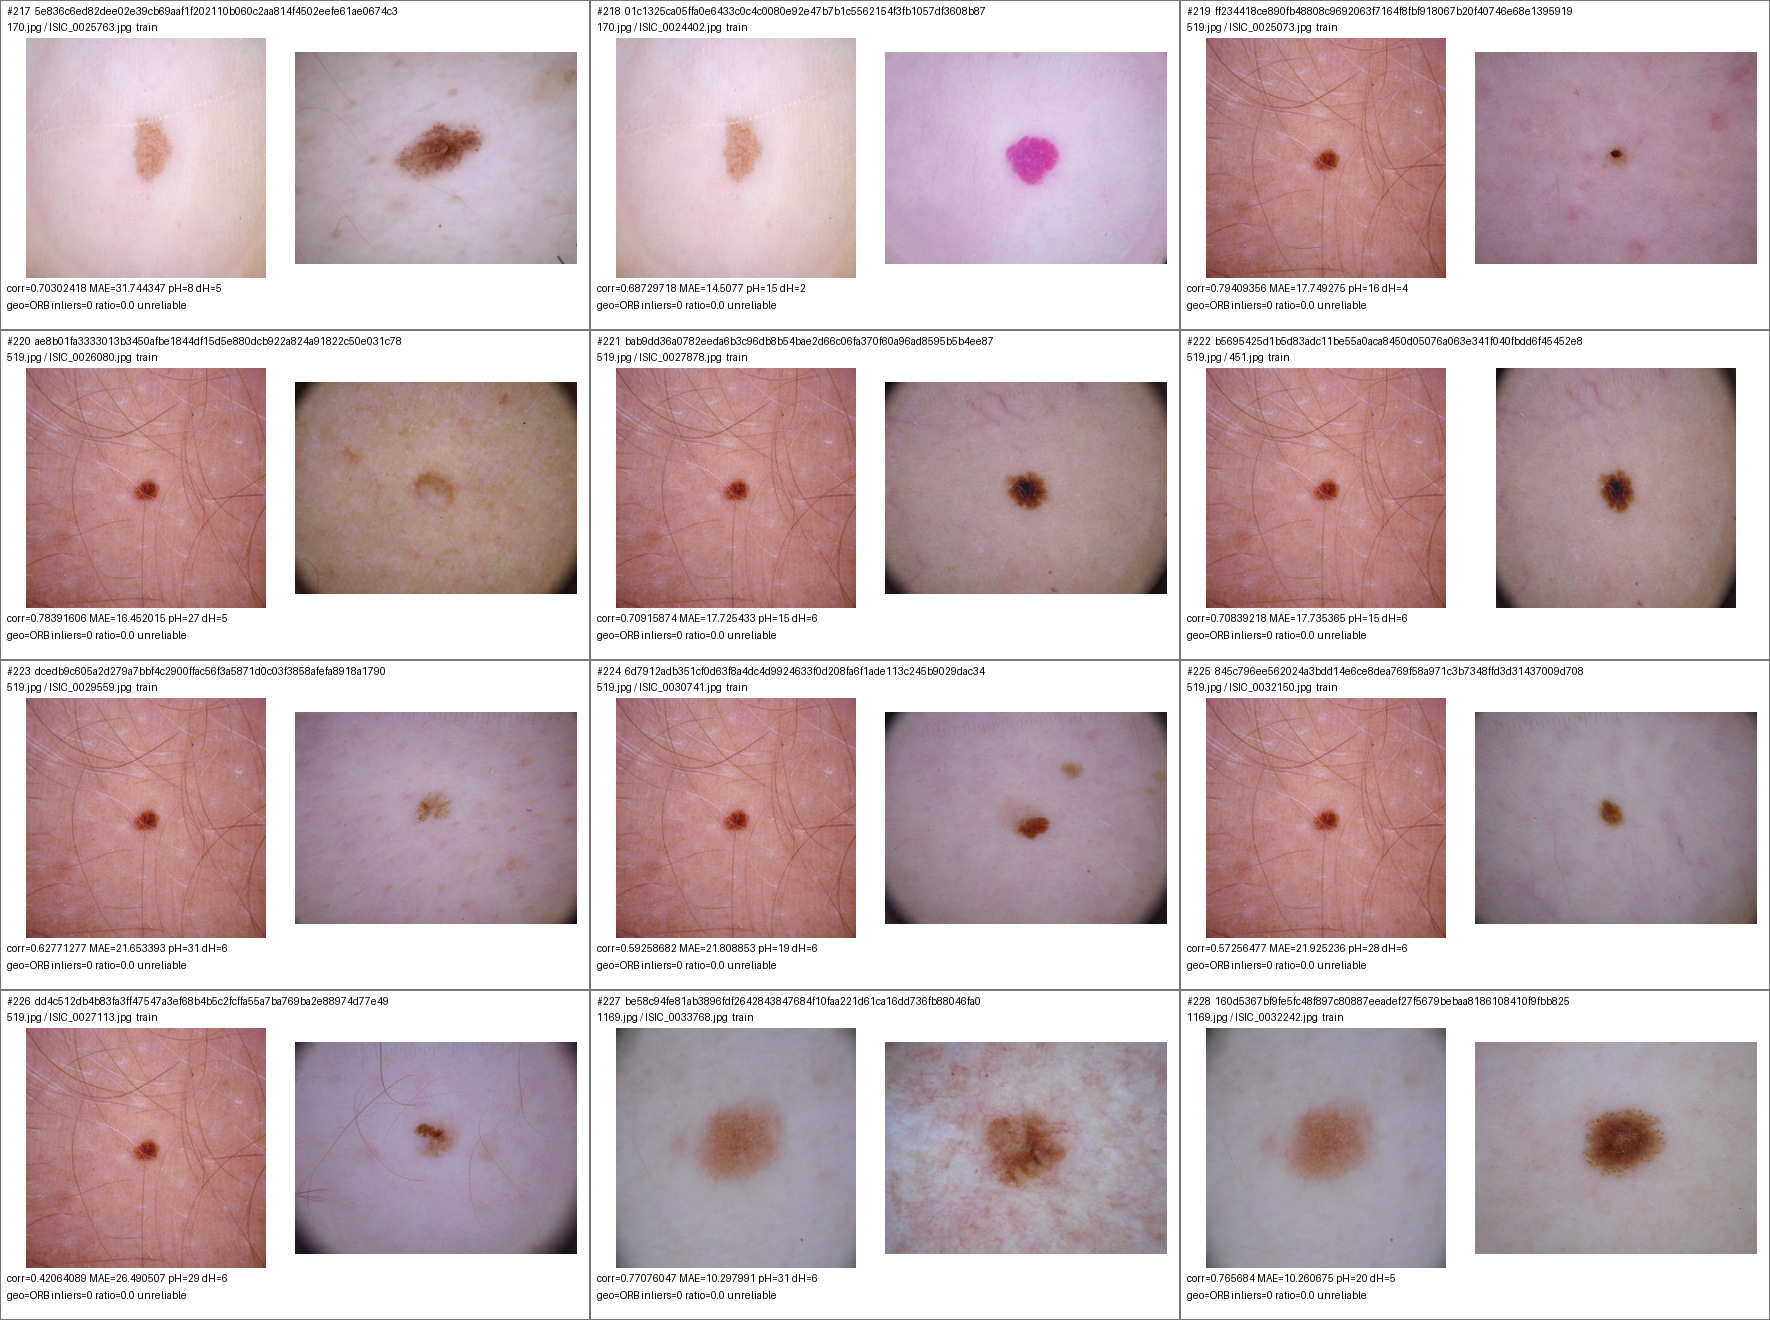 #217 5e836c6ed82dee02e39cb69aaf1f202110b060c2aa814f4502eefe61ae0674c3
170.jpg / ISIC_0025763.jpg train
corr=0.70302418 MAE=31.744347 pH=8 dH=5
geo=ORB inliers=0 ratio=0.0 unreliable
#218 01c1325ca05ffa0e6433c0c4c0080e92e47b7b1c5562154f3fb1057df3608b87
170.jpg / ISIC_0024402.jpg train
corr=0.68729718 MAE=14.5077 pH=15 dH=2
geo=ORB inliers=0 ratio=0.0 unreliable
#219 ff234418ce890fb48808c9692063f7164f8fbf918067b20f40746e68e1395919
519.jpg / ISIC_0025073.jpg train
corr=0.79409356 MAE=17.749275 pH=16 dH=4
geo=ORB inliers=0 ratio=0.0 unreliable
#220 ae8b01fa3333013b3450afbe1844df15d5e880dcb922a824a91822c50e031c78
519.jpg / ISIC_0026080.jpg train
corr=0.78391606 MAE=16.452015 pH=27 dH=5
geo=ORB inliers=0 ratio=0.0 unreliable
#221 bab9dd36a0782eeda6b3c96db8b54bae2d66c06fa370f60a96ad8595b5b4ee87
519.jpg / ISIC_0027878.jpg train
corr=0.70915874 MAE=17.725433 pH=15 dH=6
geo=ORB inliers=0 ratio=0.0 unreliable
#222 b5695425d1b5d83adc11be55a0aca8450d05076a063e341f040fbdd6f45452e8
519.jpg / 451.jpg train
corr=0.70839218 MAE=17.735365 pH=15 dH=6
geo=ORB inliers=0 ratio=0.0 unreliable
#223 dcedb9c605a2d279a7bbf4c2900ffac56f3a5871d0c03f3858afefa8918a1790
519.jpg / ISIC_0029559.jpg train
corr=0.62771277 MAE=21.653393 pH=31 dH=6
geo=ORB inliers=0 ratio=0.0 unreliable
#224 6d7912adb351cf0d63f8a4dc4d9924633f0d208fa6f1ade113c245b9029dac34
519.jpg / ISIC_0030741.jpg train
corr=0.59258682 MAE=21.808853 pH=19 dH=6
geo=ORB inliers=0 ratio=0.0 unreliable
#225 845c796ee562024a3bdd14e6ce8dea769f58a971c3b7348ffd3d31437009d708
519.jpg / ISIC_0032150.jpg train
corr=0.57256477 MAE=21.925236 pH=28 dH=6
geo=ORB inliers=0 ratio=0.0 unreliable
#226 dd4c512db4b83fa3ff47547a3ef68b4b5c2fcffa55a7ba769ba2e88974d77e49
519.jpg / ISIC_0027113.jpg train
corr=0.42064089 MAE=26.490507 pH=29 dH=6
geo=ORB inliers=0 ratio=0.0 unreliable
#227 be58c94fe81ab3896fdf2642843847684f10faa221d61ca16dd736fb88046fa0
1169.jpg / ISIC_0033768.jpg train
corr=0.77076047 MAE=10.297991 pH=31 dH=6
geo=ORB inliers=0 ratio=0.0 unreliable
#228 160d5367bf9fe5fc48f897c80887eeadef27f5679bebaa8186108410f9fbb825
1169.jpg / ISIC_0032242.jpg train
corr=0.765684 MAE=10.260675 pH=20 dH=5
geo=ORB inliers=0 ratio=0.0 unreliable